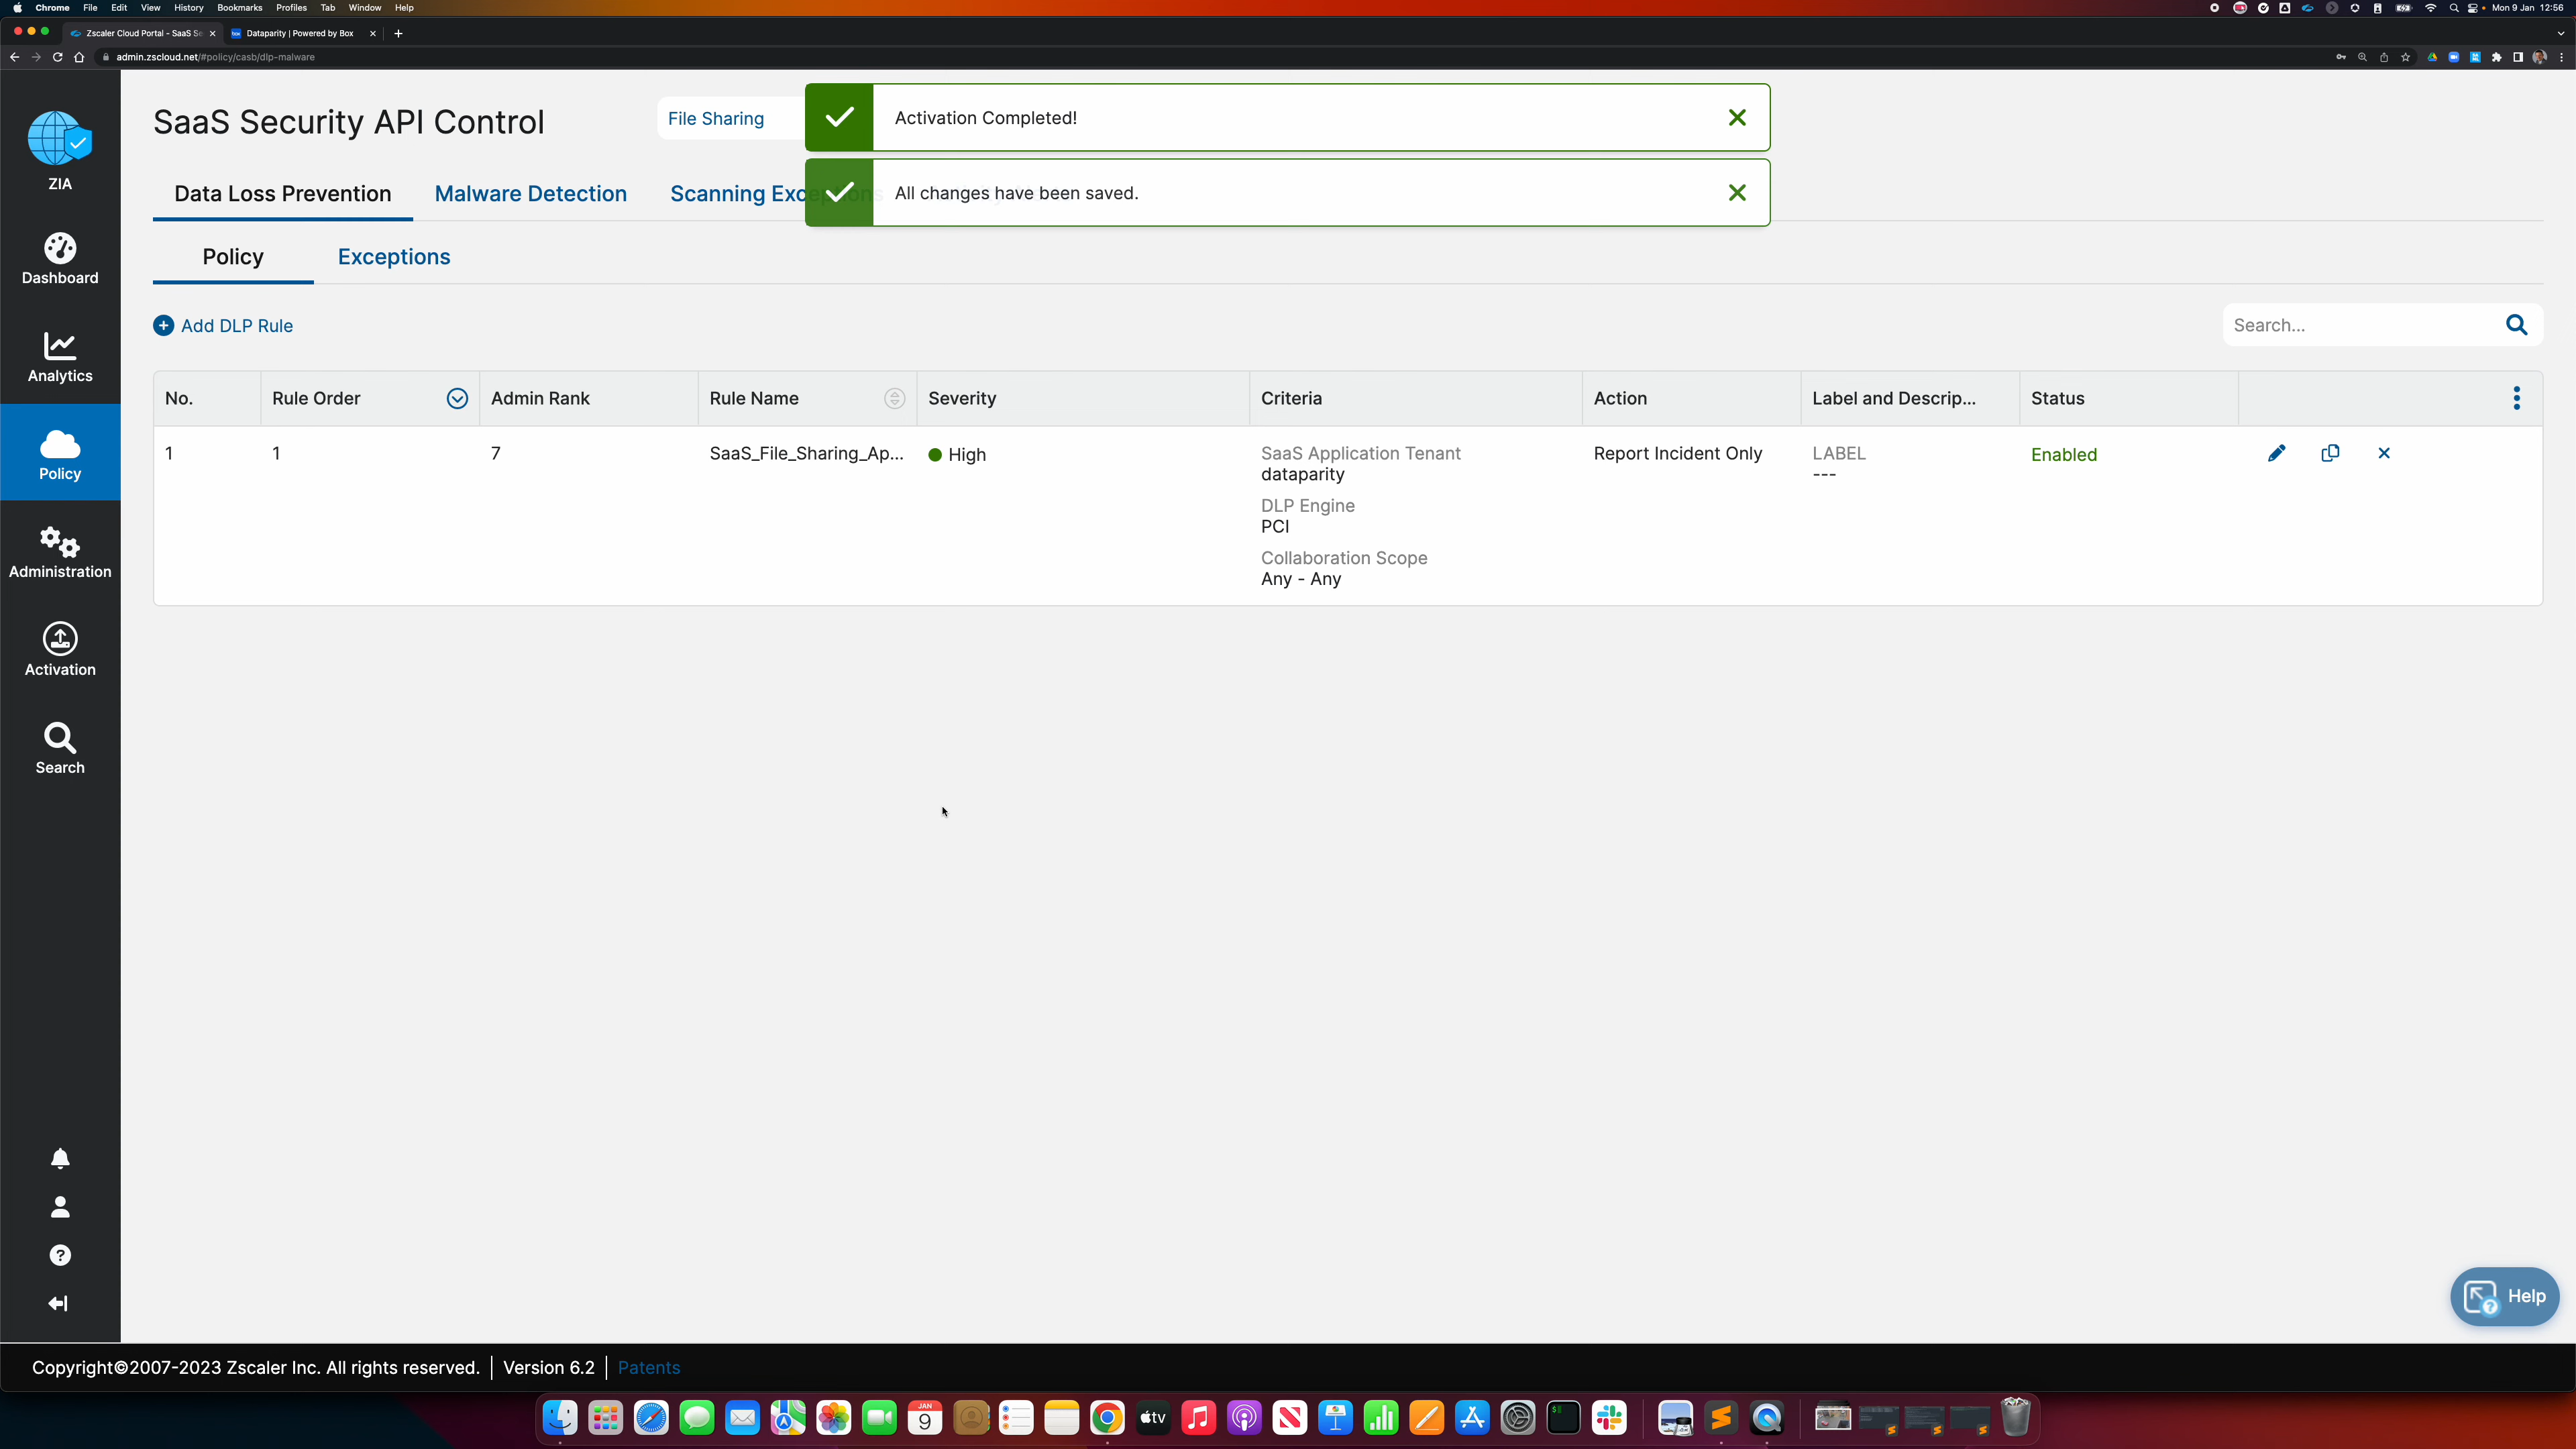 Chrome File Edit View History Bookmarks Profiles Tab Window Help
Mon 9 Jan 12:56
Zscaler Cloud Portal - SaaS Se
Dataparity | Powered by Box
admin.zscloud.net/#policy/casb/dlp-malware
ZIA
Dashboard
Analytics
Policy
Administration
Activation
Search
SaaS Security API Control
File Sharing
Activation Completed!
All changes have been saved.
Data Loss Prevention
Malware Detection
Scanning Exceptions
Policy
Exceptions
Add DLP Rule
Search...
No. Rule Order Admin Rank Rule Name Severity Criteria Action Label and Descrip... Status
1 1 7 SaaS_File_Sharing_Ap... High SaaS Application Tenant Report Incident Only LABEL Enabled
dataparity ---
DLP Engine
PCI
Collaboration Scope
Any - Any
Help
Copyright©2007-2023 Zscaler Inc. All rights reserved. | Version 6.2 | Patents
JAN
9
tv